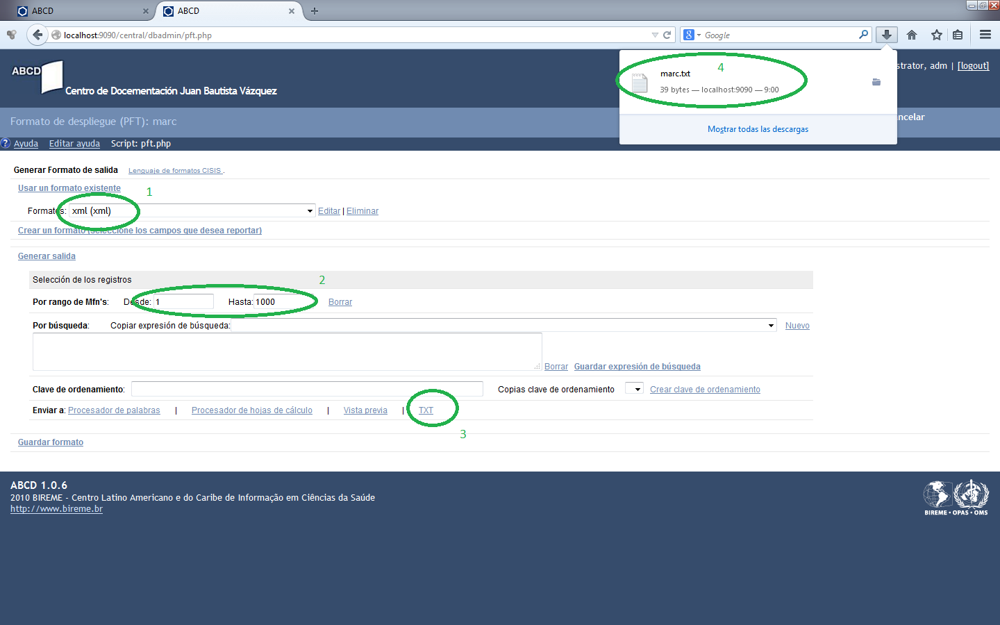 ABCD
ABCD
localhost:9090/central/dbadmin/pft.php
Google
ABCD
Centro de Docementación Juan Bautista Vázquez
strator, adm | [logout]
marc.txt
4
39 bytes — localhost:9090 — 9:00
Mostrar todas las descargas
Formato de despliegue (PFT): marc
ncelar
Ayuda Editar ayuda Script: pft.php
Generar Formato de salida Lenguaje de formatos CISIS .
Usar un formato existente 1
Formatos: xml (xml) Editar | Eliminar
Crear un formato (seleccione los campos que desea reportar)
Generar salida
Selección de los registros 2
Por rango de Mfn's: Desde: 1 Hasta: 1000 Borrar
Por búsqueda: Copiar expresión de búsqueda: Nuevo
Borrar Guardar expresión de búsqueda
Clave de ordenamiento: Copias clave de ordenamiento Crear clave de ordenamiento
Enviar a: Procesador de palabras | Procesador de hojas de cálculo | Vista previa | TXT
3
Guardar formato
ABCD 1.0.6
2010 BIREME - Centro Latino Americano e do Caribe de Informação em Ciências da Saúde
http://www.bireme.br
BIREME • OPAS • OMS